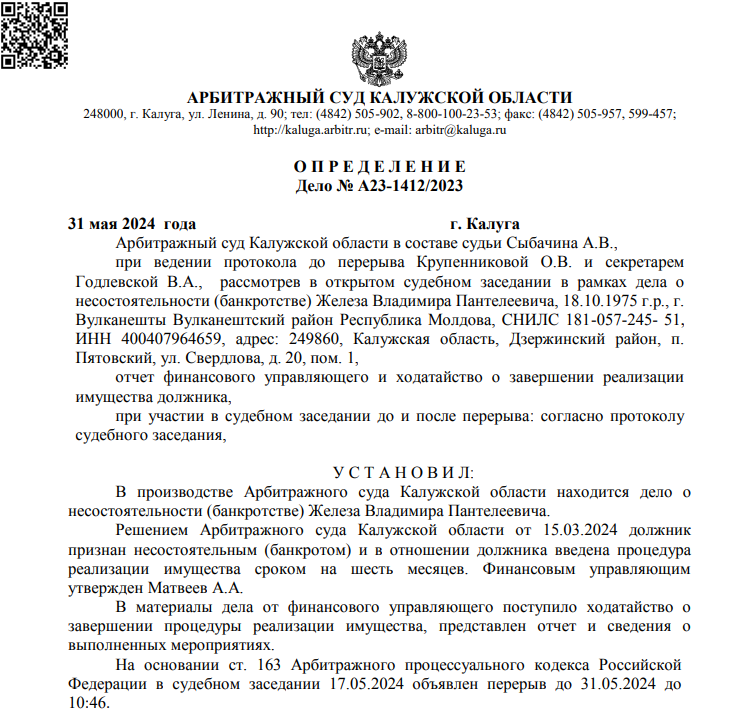 АРБИТРАЖНЫЙ СУД КАЛУЖСКОЙ ОБЛАСТИ
248000, г. Калуга, ул. Ленина, д. 90; тел: (4842) 505-902, 8-800-100-23-53; факс: (4842) 505-957, 599-457;
http://kaluga.arbitr.ru; e-mail: arbitr@kaluga.ru
О П Р Е Д Е Л Е Н И Е
Дело № А23-1412/2023
31 мая 2024  года г. Калуга
Арбитражный суд Калужской области в составе судьи Сыбачина А.В.,
при ведении протокола до перерыва Крупенниковой О.В. и секретарем
Годлевской В.А.,  рассмотрев в открытом судебном заседании в рамках дела о
несостоятельности (банкротстве) Железа Владимира Пантелеевича, 18.10.1975 г.р., г.
Вулканешты Вулканештский район Республика Молдова, СНИЛС 181-057-245- 51,
ИНН 400407964659, адрес: 249860, Калужская область, Дзержинский район, п.
Пятовский, ул. Свердлова, д. 20, пом. 1,
отчет финансового управляющего и ходатайство о завершении реализации
имущества должника,
при участии в судебном заседании до и после перерыва: согласно протоколу
судебного заседания,
У С Т А Н О В И Л:
В производстве Арбитражного суда Калужской области находится дело о
несостоятельности (банкротстве) Железа Владимира Пантелеевича.
Решением Арбитражного суда Калужской области от 15.03.2024 должник
признан несостоятельным (банкротом) и в отношении должника введена процедура
реализации имущества сроком на шесть месяцев. Финансовым управляющим
утвержден Матвеев А.А.
В материалы дела от финансового управляющего поступило ходатайство о
завершении процедуры реализации имущества, представлен отчет и сведения о
выполненных мероприятиях.
На основании ст. 163 Арбитражного процессуального кодекса Российской
Федерации в судебном заседании 17.05.2024 объявлен перерыв до 31.05.2024 до
10:46.